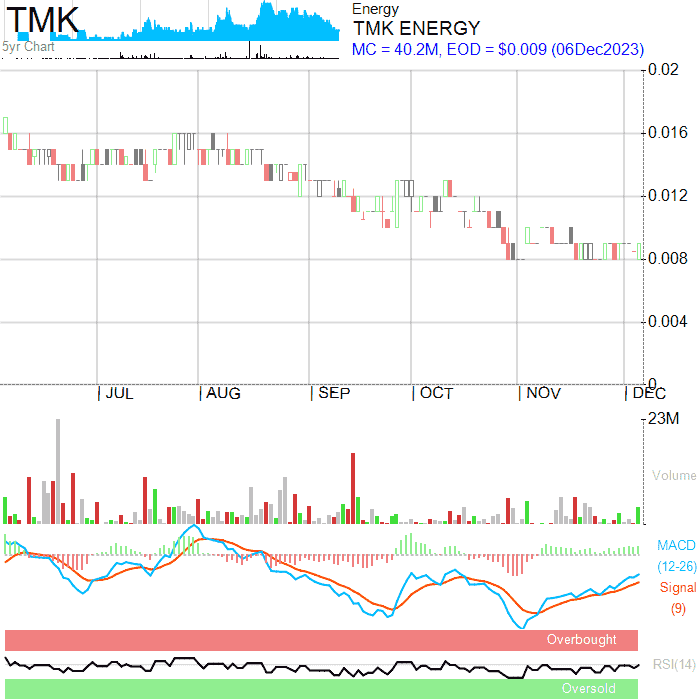 TMK
5yr Chart
Energy
TMK ENERGY
MC = 40.2M, EOD = $0.009 (06Dec2023)
0.02
0.016
0.012
0.008
0.004
0
JUL
AUG
SEP
OCT
NOV
DEC
23M
Volume
MACD
(12-26)
Signal
(9)
Overbought
RSI(14)
Oversold